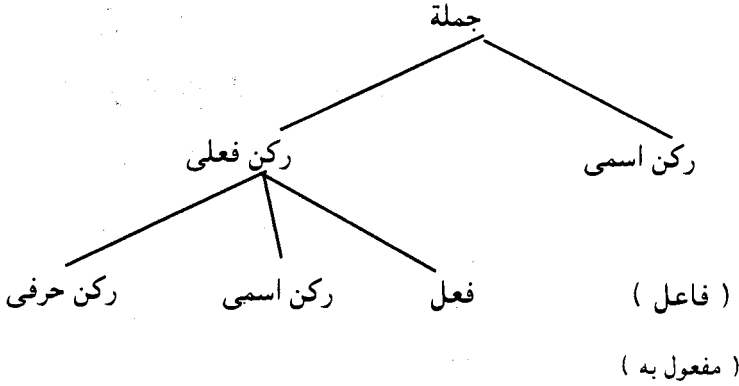 جملة
ركن اسمى ركن فعلى
( فاعل ) فعل ركن اسمى ركن حرفى
( مفعول به )